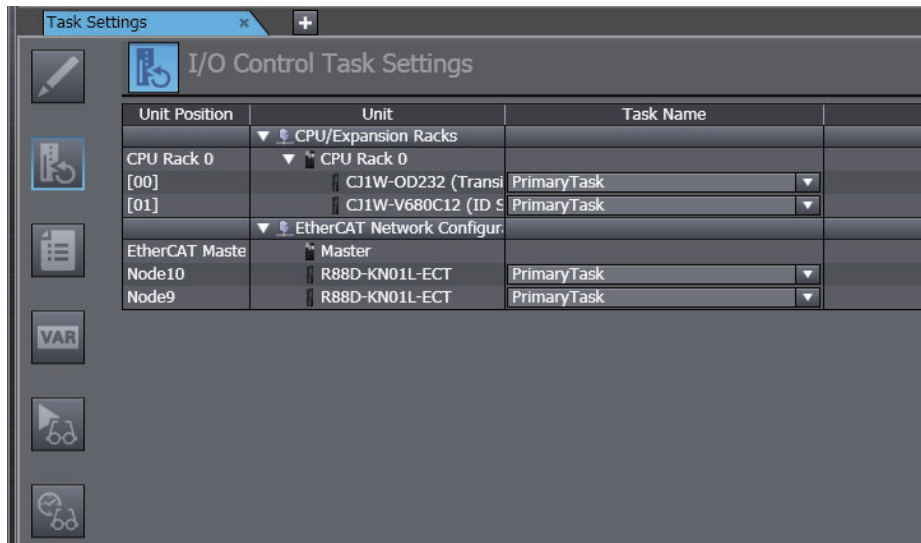 Task Settings
I/O Control Task Settings
Unit Position Unit Task Name
CPU/Expansion Racks
CPU Rack 0 CPU Rack 0
[00] CJ1W-OD232 (Transi PrimaryTask
[01] CJ1W-V680C12 (ID S PrimaryTask
EtherCAT Network Configur
EtherCAT Maste Master
Node10 R88D-KN01L-ECT PrimaryTask
Node9 R88D-KN01L-ECT PrimaryTask
VAR